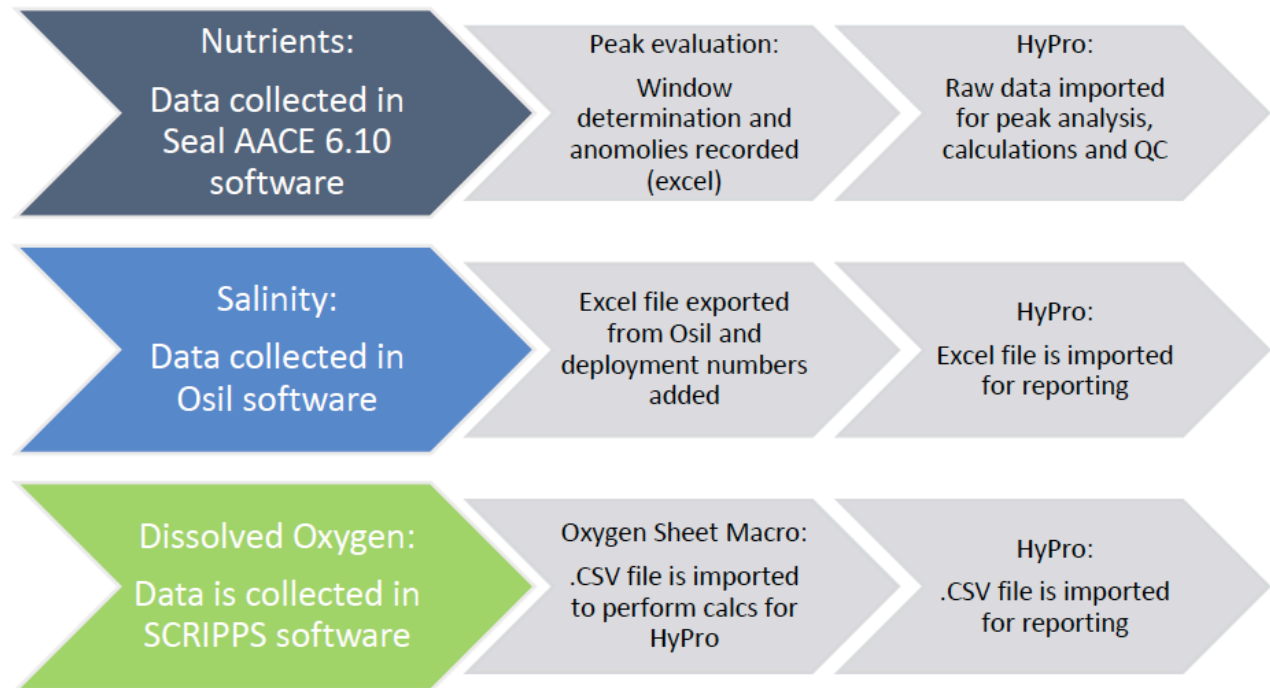 Nutrients:
Data collected in
Seal AACE 6.10
software
Peak evaluation:
Window
determination and
anomolies recorded
(excel)
HyPro:
Raw data imported
for peak analysis,
calculations and QC
Salinity:
Data collected in
Osil software
Excel file exported
from Osil and
deployment numbers
added
HyPro:
Excel file is imported
for reporting
Dissolved Oxygen:
Data is collected in
SCRIPPS software
Oxygen Sheet Macro:
.CSV file is imported
to perform calcs for
HyPro
HyPro:
.CSV file is imported
for reporting